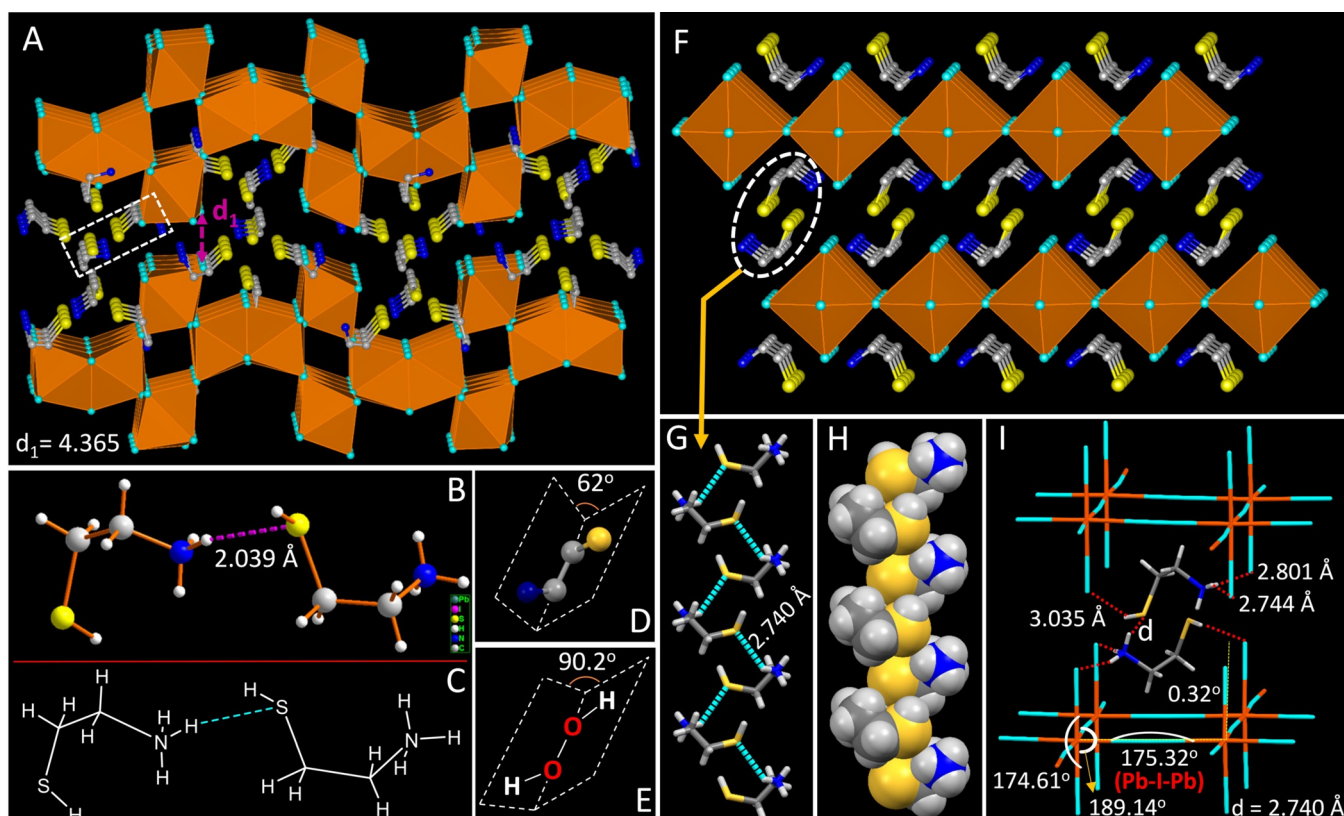 A
d1
d1= 4.365
B
2.039 Å
Pb
I
S
H
N
C
C
H
H
H
H
H
N
H
H
H
S
S
H
H
H
H
H
H
N
H
H
H
62°
D
90.2°
H
O
O
H
E
F
G
2.740 Å
H
I
2.801 Å
2.744 Å
3.035 Å
d
0.32°
175.32°
(Pb-I-Pb)
174.61°
189.14°
d = 2.740 Å